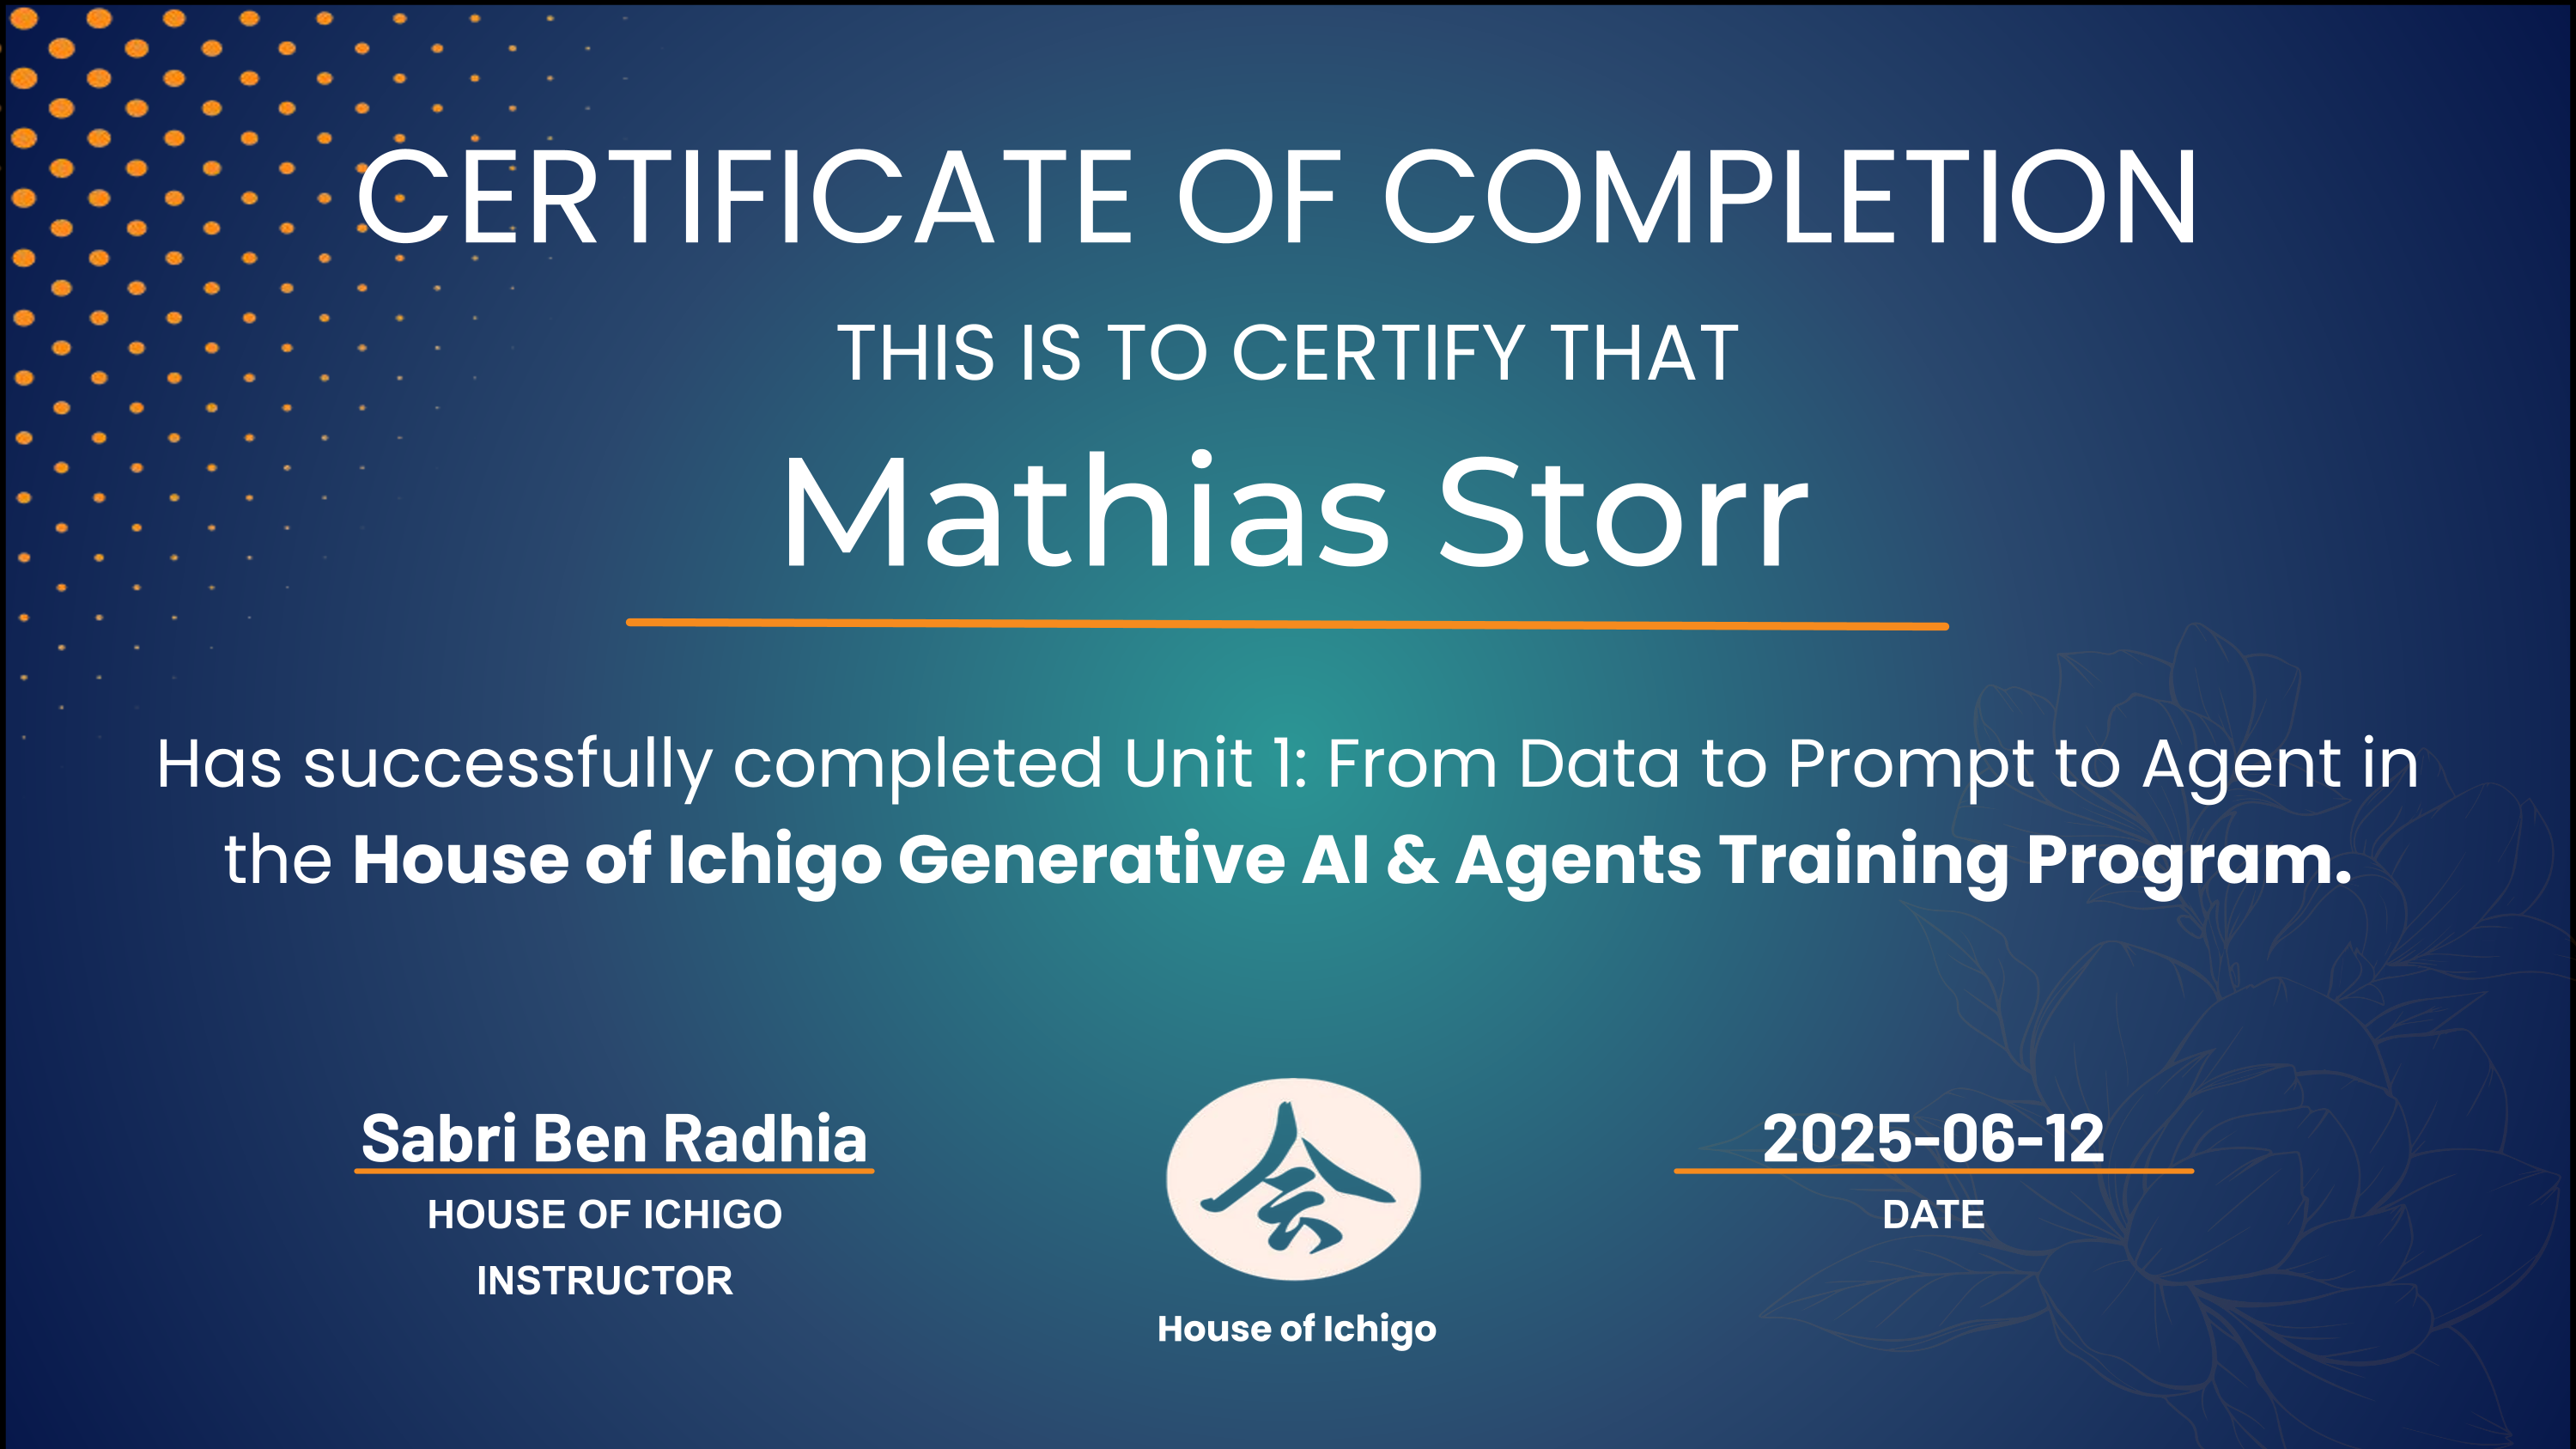 CERTIFICATE OF COMPLETION
THIS IS TO CERTIFY THAT
Mathias Storr
Has successfully completed Unit 1: From Data to Prompt to Agent in
the House of Ichigo Generative AI & Agents Training Program.
Sabri Ben Radhia
HOUSE OF ICHIGO
INSTRUCTOR
会
House of Ichigo
2025-06-12
DATE